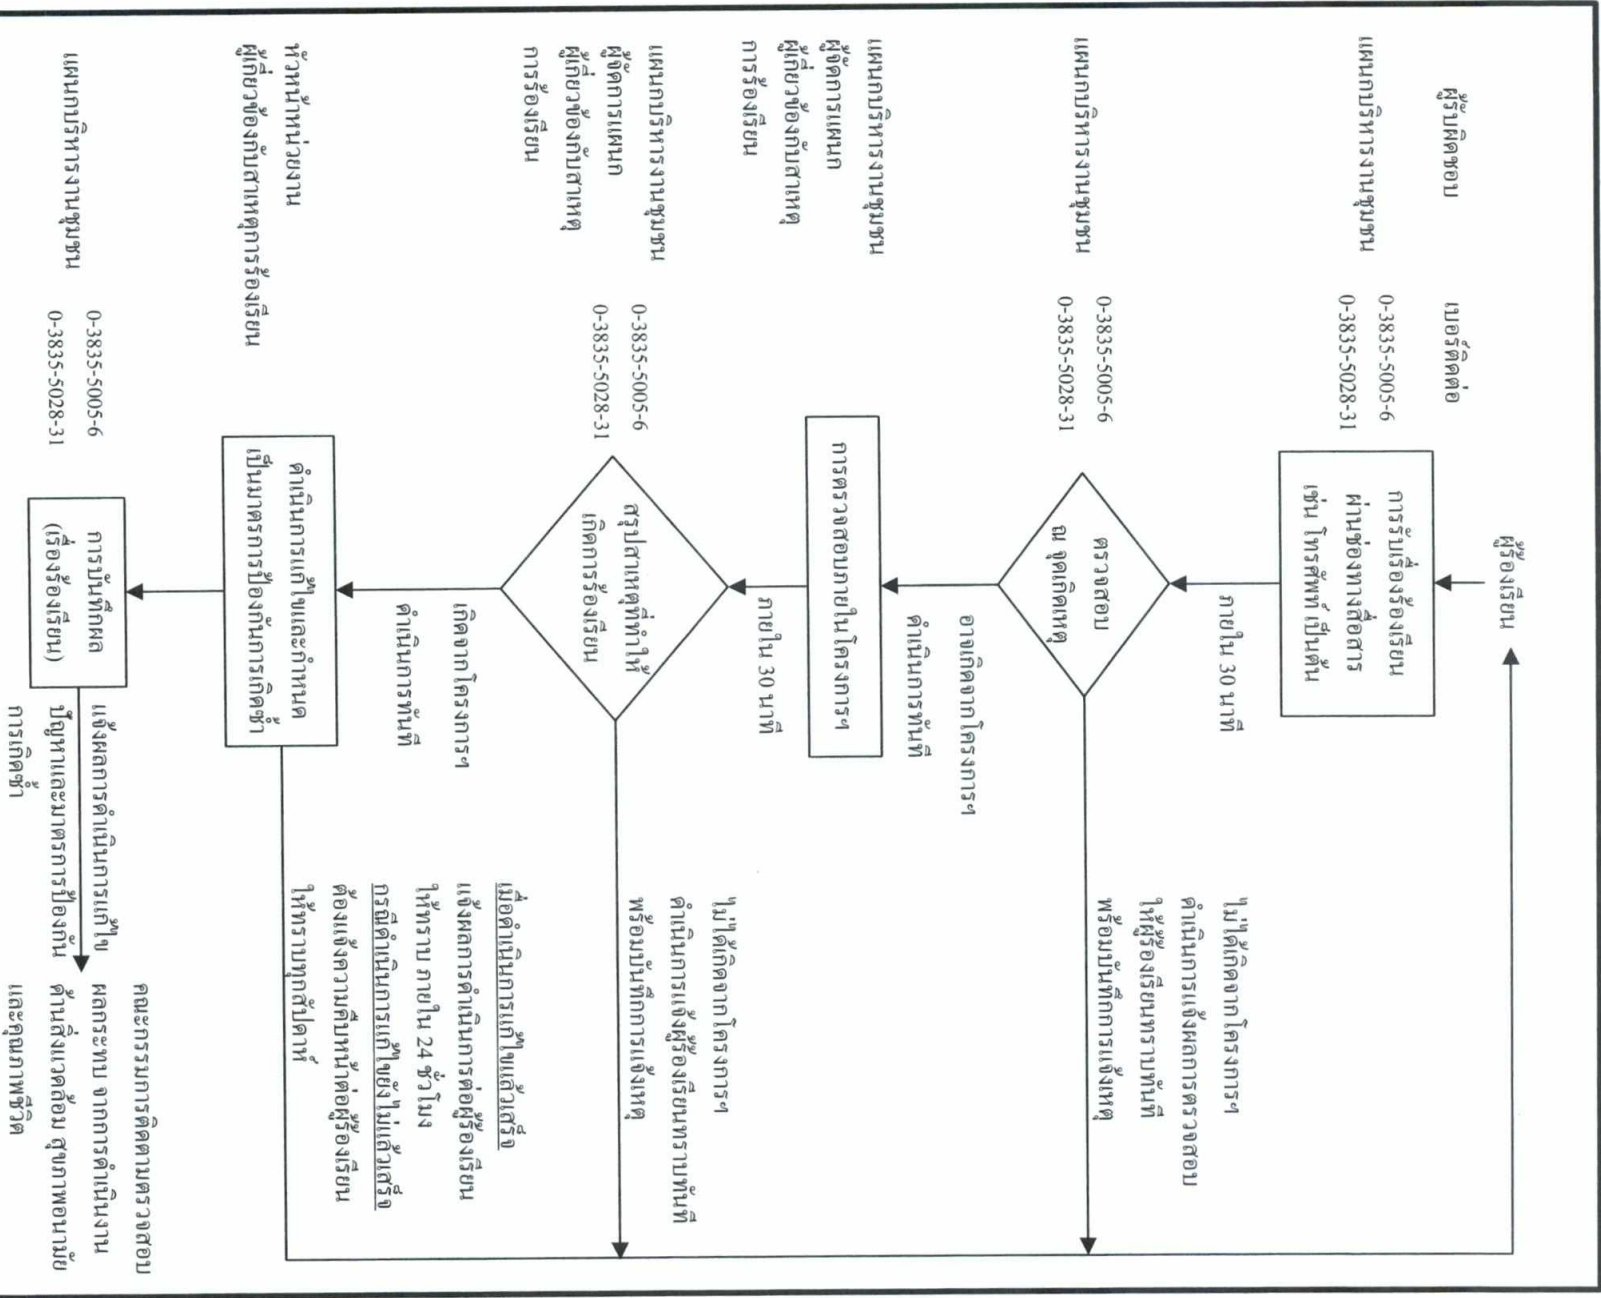 ผู้รับผิดชอบ
เบอร์ติดต่อ
ผู้ร้องเรียน
แผนกบริหารงานชุมชน
0-3835-5005-6
0-3835-5028-31
การรับเรื่องร้องเรียน
ผ่านช่องทางสื่อสาร
เช่น โทรศัพท์ เป็นต้น
ภายใน 30 นาที
แผนกบริหารงานชุมชน
0-3835-5005-6
0-3835-5028-31
ตรวจสอบ
ณ จุดเกิดเหตุ
ไม่ได้เกิดจากโครงการฯ
ดำเนินการแจ้งผลการตรวจสอบ
ให้ผู้ร้องเรียนทราบทันที
พร้อมบันทึกการแจ้งเหตุ
อาจเกิดจากโครงการฯ
ดำเนินการทันที
แผนกบริหารงานชุมชน
ผู้จัดการแผนก
ผู้เกี่ยวข้องกับสาเหตุ
การร้องเรียน
การตรวจสอบภายในโครงการฯ
ภายใน 30 นาที
แผนกบริหารงานชุมชน
ผู้จัดการแผนก
ผู้เกี่ยวข้องกับสาเหตุ
การร้องเรียน
0-3835-5005-6
0-3835-5028-31
สรุปสาเหตุที่ทำให้
เกิดการร้องเรียน
ไม่ได้เกิดจากโครงการฯ
ดำเนินการแจ้งผู้ร้องเรียนทราบทันที
พร้อมบันทึกการแจ้งเหตุ
เกิดจากโครงการฯ
ดำเนินการทันที
หัวหน้าหน่วยงาน
ผู้เกี่ยวข้องกับสาเหตุการร้องเรียน
ดำเนินการแก้ไขและกำหนด
เป็นมาตรการป้องกันการเกิดซ้ำ
เมื่อดำเนินการแก้ไขแล้วเสร็จ
แจ้งผลการดำเนินการต่อผู้ร้องเรียน
ให้ทราบ ภายใน 24 ชั่วโมง
กรณีดำเนินการแก้ไขยังไม่แล้วเสร็จ
ต้องแจ้งความคืบหน้าต่อผู้ร้องเรียน
ให้ทราบทุกสัปดาห์
แผนกบริหารงานชุมชน
0-3835-5005-6
0-3835-5028-31
การบันทึกผล
(เรื่องร้องเรียน)
แจ้งผลการดำเนินการแก้ไข
ปัญหาและมาตรการป้องกัน
การเกิดซ้ำ
คณะกรรมการติดตามตรวจสอบ
ผลกระทบ จากการดำเนินงาน
ด้านสิ่งแวดล้อม สุขภาพอนามัย
และคุณภาพชีวิต